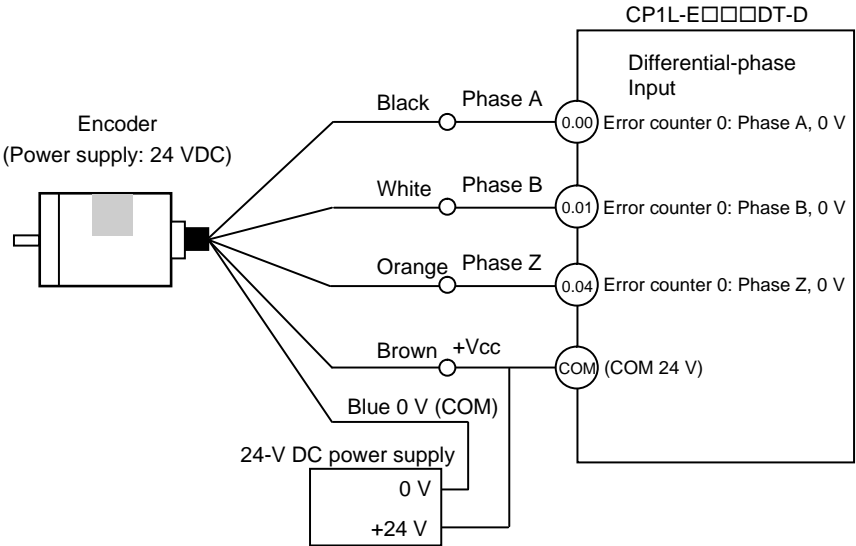 CP1L-E□□□DT-D
Differential-phase
Input
Encoder
(Power supply: 24 VDC)
Black Phase A 0.00 Error counter 0: Phase A, 0 V
White Phase B 0.01 Error counter 0: Phase B, 0 V
Orange Phase Z 0.04 Error counter 0: Phase Z, 0 V
Brown +Vcc COM (COM 24 V)
Blue 0 V (COM)
24-V DC power supply
0 V
+24 V